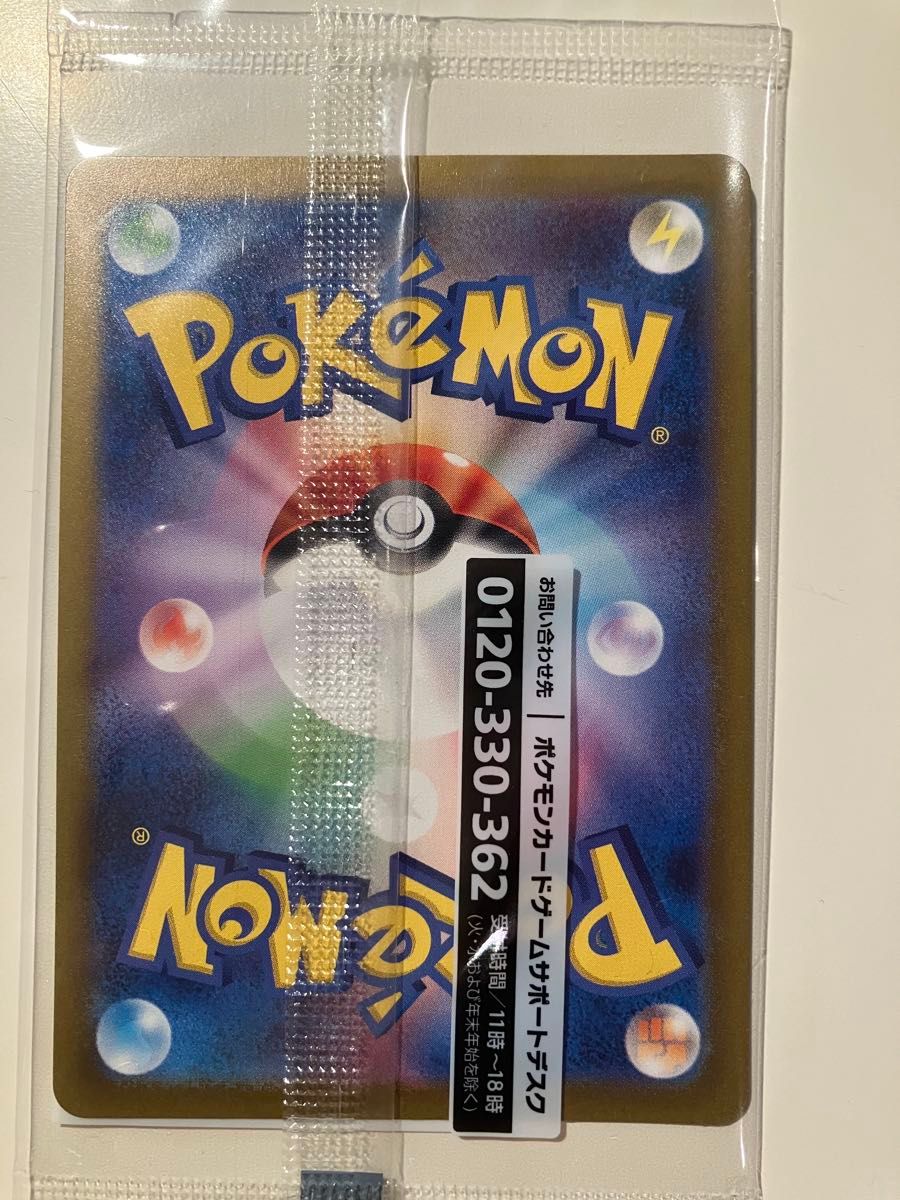 POKéMON
®
お問い合わせ先 | ポケモンカードゲームサポートデスク
0120-330-362 受付時間/11時~18時
(火・水および年末年始を除く)
POKéMON
®